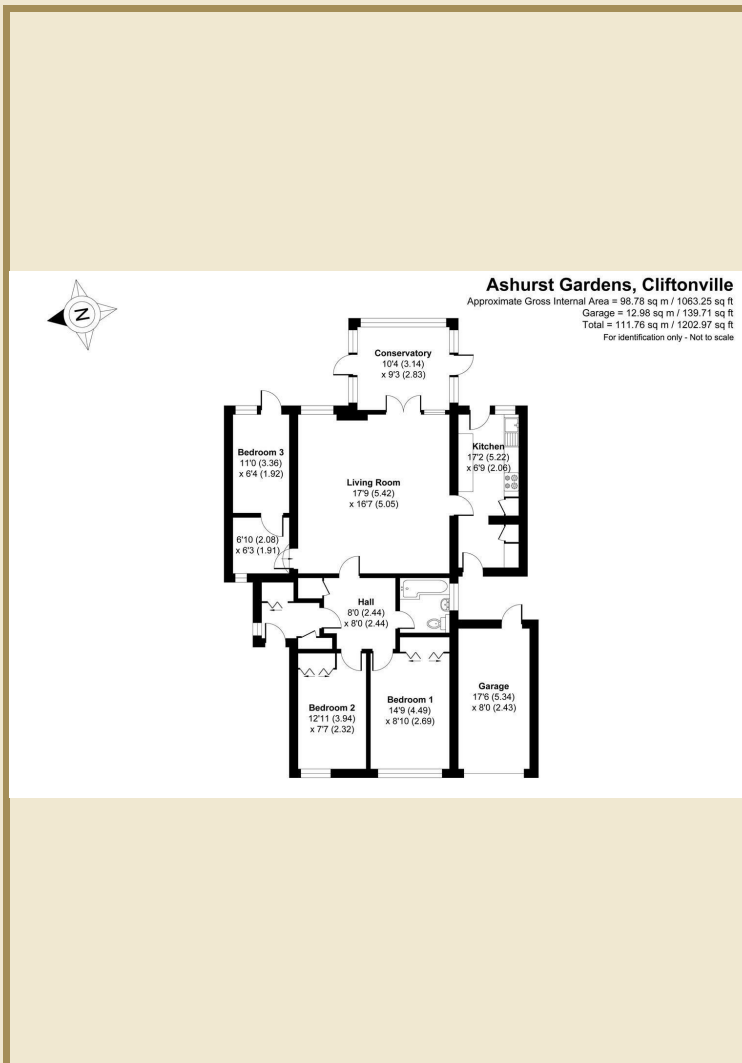 Ashurst Gardens, Cliftonville
Approximate Gross Internal Area = 98.78 sq m / 1063.25 sq ft
Garage = 12.98 sq m / 139.71 sq ft
Total = 111.76 sq m / 1202.97 sq ft
For identification only - Not to scale
N
Conservatory
10'4 (3.14)
x 9'3 (2.83)
Bedroom 3
11'0 (3.36)
x 6'4 (1.92)
Kitchen
17'2 (5.22)
x 6'9 (2.06)
Living Room
17'9 (5.42)
x 16'7 (5.05)
6'10 (2.08)
x 6'3 (1.91)
Hall
8'0 (2.44)
x 8'0 (2.44)
Bedroom 2
12'11 (3.94)
x 7'7 (2.32)
Bedroom 1
14'9 (4.49)
x 8'10 (2.69)
Garage
17'6 (5.34)
x 8'0 (2.43)